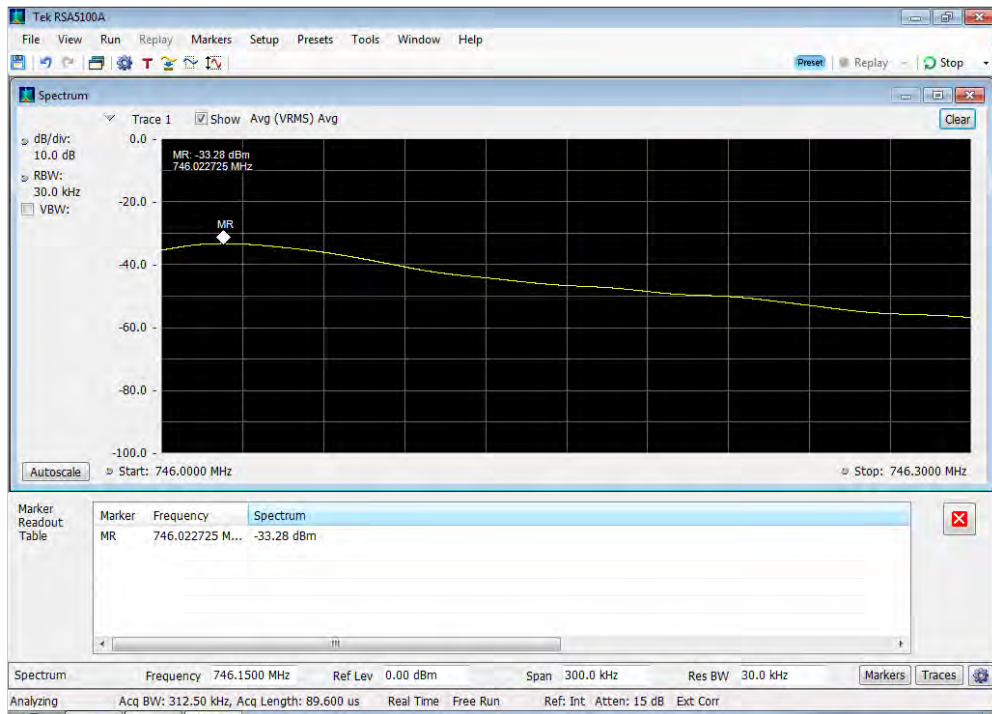 Tek RSA5100A
File View Run Replay Markers Setup Presets Tools Window Help
T Preset Replay Stop
Spectrum
Trace 1 Show Avg (VRMS) Avg Clear
dB/div:
10.0 dB
RBW:
30.0 kHz
VBW:
0.0
-20.0
-40.0
-60.0
-80.0
-100.0
MR: -33.28 dBm
746.022725 MHz
MR
Autoscale Start: 746.0000 MHz Stop: 746.3000 MHz
Marker
Readout
Table
Marker Frequency Spectrum
MR 746.022725 M... -33.28 dBm
Spectrum Frequency 746.1500 MHz Ref Lev 0.00 dBm Span 300.0 kHz Res BW 30.0 kHz Markers Traces
Analyzing Acq BW: 312.50 kHz, Acq Length: 89.600 us Real Time Free Run Ref: Int Atten: 15 dB Ext Corr